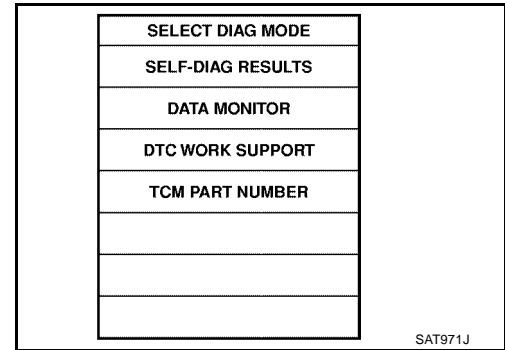 SELECT DIAG MODE
SELF-DIAG RESULTS
DATA MONITOR
DTC WORK SUPPORT
TCM PART NUMBER
SAT971J